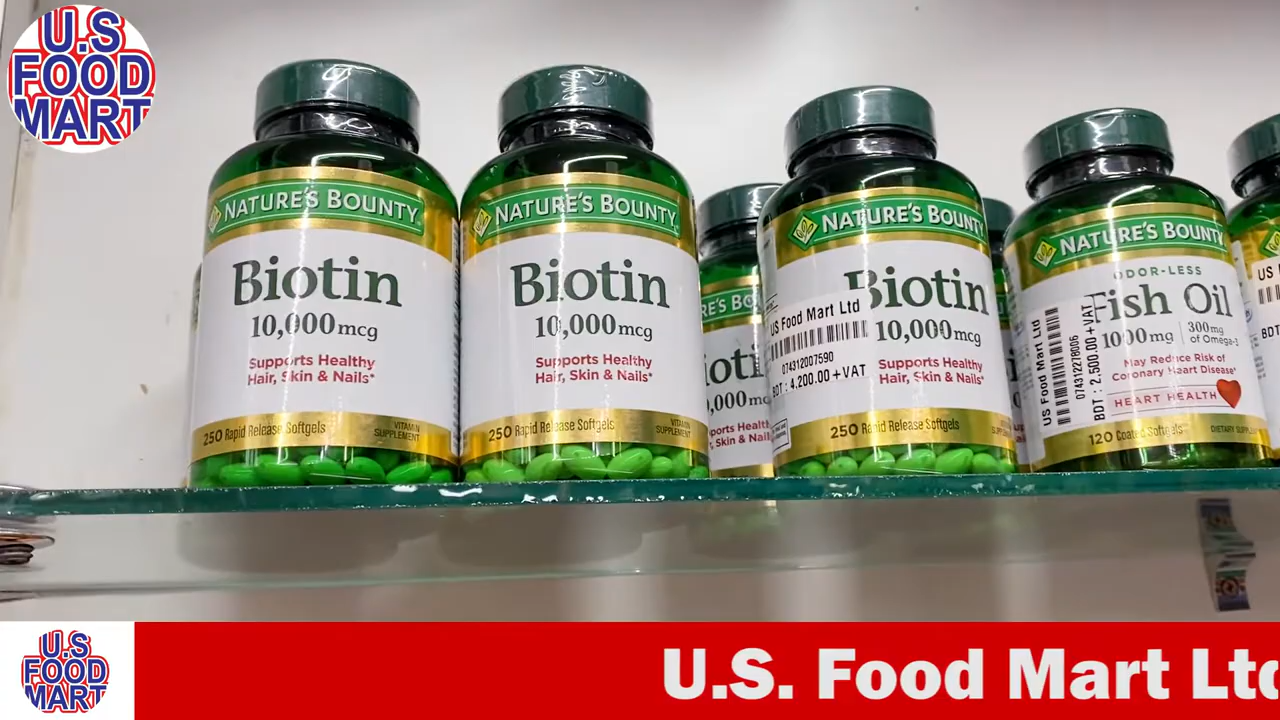 U.S
FOOD
MART
NATURE'S BOUNTY
Biotin
10,000 mcg
Supports Healthy
Hair, Skin & Nails*
250 Rapid Release Softgels
VITAMIN
SUPPLEMENT
NATURE'S BOUNTY
Biotin
10,000 mcg
Supports Healthy
Hair, Skin & Nails*
250 Rapid Release Softgels
VITAMIN
SUPPLEMENT
NATURE'S BOUNTY
Biotin
10,000 mcg
Supports Healthy
Hair, Skin & Nails*
250 Rapid Release Softgels
US Food Mart Ltd
074312007590
BDT : 4,200.00+VAT
NATURE'S BOUNTY
ODOR-LESS
Fish Oil
1000 mg
300mg
of Omega-3
May Reduce Risk of
Coronary Heart Disease*
HEART HEALTH
120 Coated Softgels
US Food Mart Ltd
074312178006
BDT : 2,500.00+VAT
U.S
FOOD
MART
U.S. Food Mart Ltd